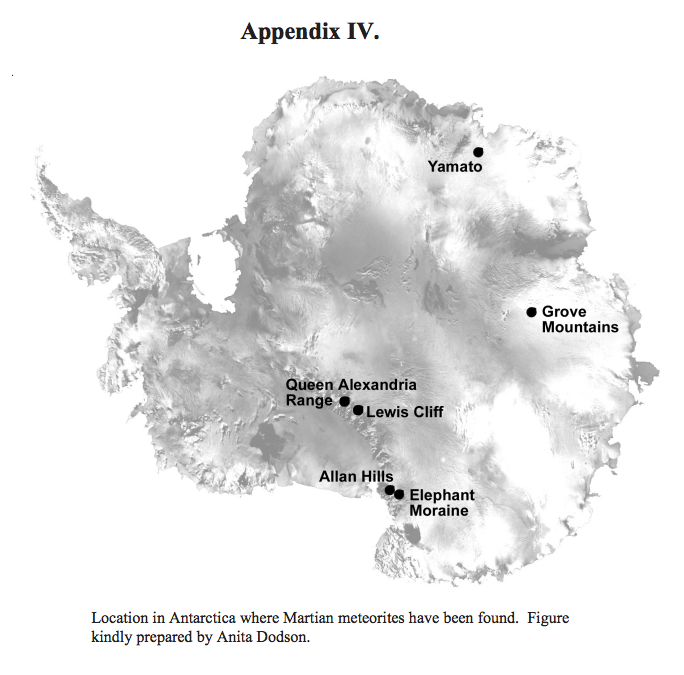 Appendix IV.
Yamato
Grove
Mountains
Queen Alexandria
Range
Lewis Cliff
Allan Hills
Elephant
Moraine
Location in Antarctica where Martian meteorites have been found.  Figure
kindly prepared by Anita Dodson.